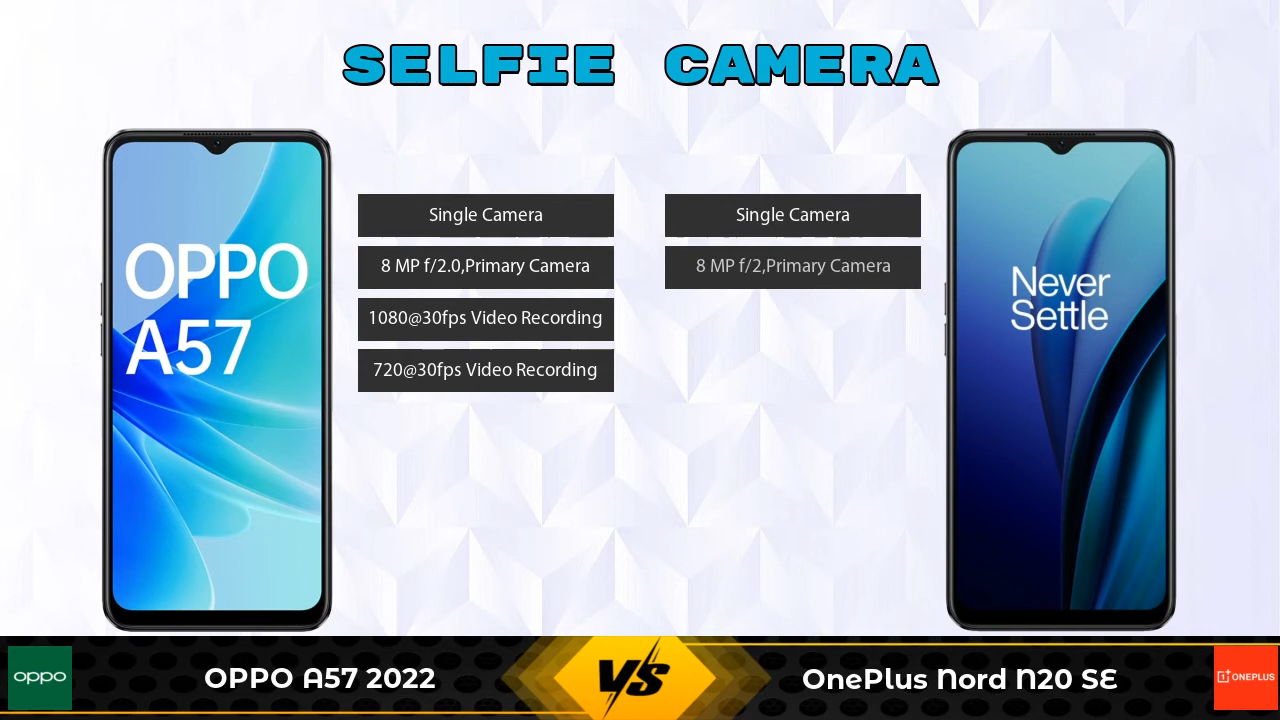 SELFIE CAMERA
OPPO
A57
Single Camera
8 MP f/2.0,Primary Camera
1080@30fps Video Recording
720@30fps Video Recording
Single Camera
8 MP f/2,Primary Camera
Never
Settle
oppo
OPPO A57 2022
VS
OnePlus Nord N20 SE
1+ ONEPLUS